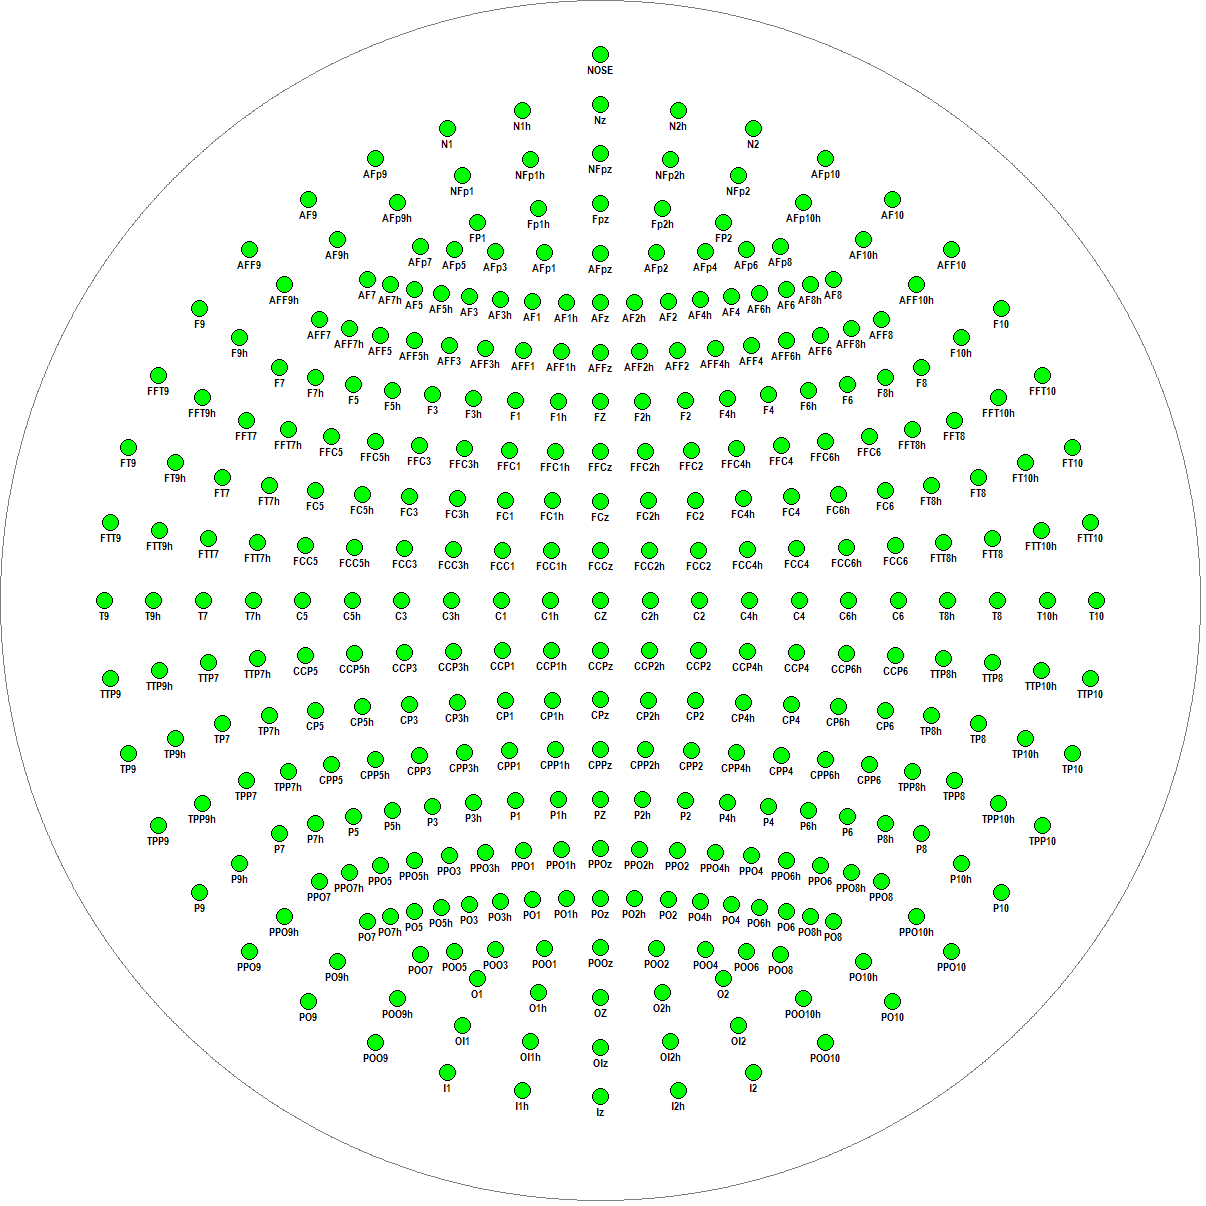 NOSE
Nz
N1h N2h
N1 N2
NFpz
AFp9 NFp1h NFp2h AFp10
NFp1 NFp2
AF9 AFp9h Fp1h Fpz Fp2h AFp10h AF10
FP1 FP2
AFF9 AF9h AFp7 AFp5 AFp3 AFp1 AFpz AFp2 AFp4 AFp6 AFp8 AF10h AFF10
AFF9h AF7 AF7h AF5 AF5h AF3 AF3h AF1 AF1h AFz AF2h AF2 AF4h AF4 AF6h AF6 AF8h AF8 AFF10h
F9 F10
AFF7 AFF7h AFF5 AFF5h AFF3 AFF3h AFF1 AFF1h AFFz AFF2h AFF2 AFF4h AFF4 AFF6h AFF6 AFF8h AFF8
F9h F10h
F7 F7h F5 F5h F3 F3h F1 F1h FZ F2h F2 F4h F4 F6h F6 F8h F8
FFT9 FFT10
FFT9h FFT10h
FFT7 FFT7h FFC5 FFC5h FFC3 FFC3h FFC1 FFC1h FFCz FFC2h FFC2 FFC4h FFC4 FFC6h FFC6 FFT8h FFT8
FT9 FT9h FT7 FT7h FC5 FC5h FC3 FC3h FC1 FC1h FCz FC2h FC2 FC4h FC4 FC6h FC6 FT8h FT8 FT10h FT10
FTT9 FTT9h FTT7 FTT7h FCC5 FCC5h FCC3 FCC3h FCC1 FCC1h FCCz FCC2h FCC2 FCC4h FCC4 FCC6h FCC6 FTT8h FTT8 FTT10h FTT10
T9 T9h T7 T7h C5 C5h C3 C3h C1 C1h CZ C2h C2 C4h C4 C6h C6 T8h T8 T10h T10
TTP9 TTP9h TTP7 TTP7h CCP5 CCP5h CCP3 CCP3h CCP1 CCP1h CCPz CCP2h CCP2 CCP4h CCP4 CCP6h CCP6 TTP8h TTP8 TTP10h TTP10
TP9 TP9h TP7 TP7h CP5 CP5h CP3 CP3h CP1 CP1h CPz CP2h CP2 CP4h CP4 CP6h CP6 TP8h TP8 TP10h TP10
TPP7 TPP7h CPP5 CPP5h CPP3 CPP3h CPP1 CPP1h CPPz CPP2h CPP2 CPP4h CPP4 CPP6h CPP6 TPP8h TPP8
TPP9h TPP10h
TPP9 TPP10
P7 P7h P5 P5h P3 P3h P1 P1h PZ P2h P2 P4h P4 P6h P6 P8h P8
P9h P10h
PPO7 PPO7h PPO5 PPO5h PPO3 PPO3h PPO1 PPO1h PPOz PPO2h PPO2 PPO4h PPO4 PPO6h PPO6 PPO8h PPO8
P9 P10
PPO9h PO7 PO7h PO5 PO5h PO3 PO3h PO1 PO1h POz PO2h PO2 PO4h PO4 PO6h PO6 PO8h PO8 PPO10h
PPO9 PO9h POO7 POO5 POO3 POO1 POOz POO2 POO4 POO6 POO8 PO10h PPO10
O1 O2
PO9 POO9h O1h OZ O2h POO10h PO10
OI1 OI2
POO9 OI1h OIz OI2h POO10
I1 I2
I1h Iz I2h